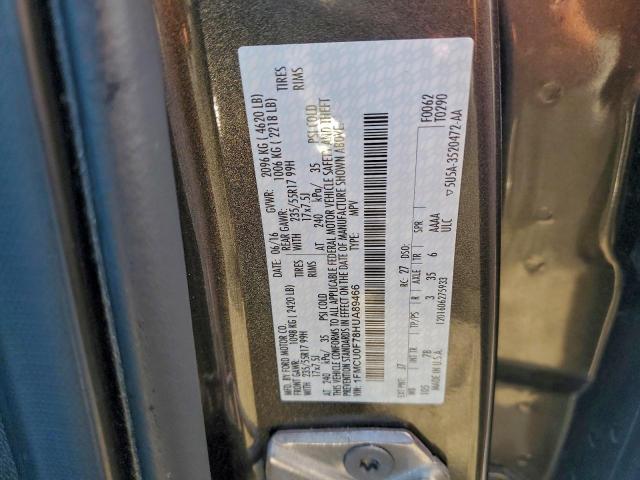 MFD. BY FORD MOTOR CO.
DATE: 06/16 GVWR: 2096 KG ( 4620 LB)
FRONT GAWR: 1098 KG ( 2420 LB) REAR GAWR: 1006 KG ( 2218 LB)
WITH 235/55R17 99H TIRES WITH 235/55R17 99H TIRES
17x7.5J RIMS 17x7.5J RIMS
AT 240 kPa/ 35 PSI COLD AT 240 kPa/ 35 PSI COLD
THIS VEHICLE CONFORMS TO ALL APPLICABLE FEDERAL MOTOR VEHICLE SAFETY AND THEFT PREVENTION
STANDARDS IN EFFECT ON THE DATE OF MANUFACTURE SHOWN ABOVE.
VIN: 1FMCU0F78HUA89466 TYPE: MPV
F0062
T0290
EXT PNT: J7 RC: 27 DSO:
WB INT TR TP/PS R AXLE TR SPR
105 7B 3 35 6 AAAA
ULC
MADE IN U.S.A. 1201606275933
▽5U5A-3520472-AA